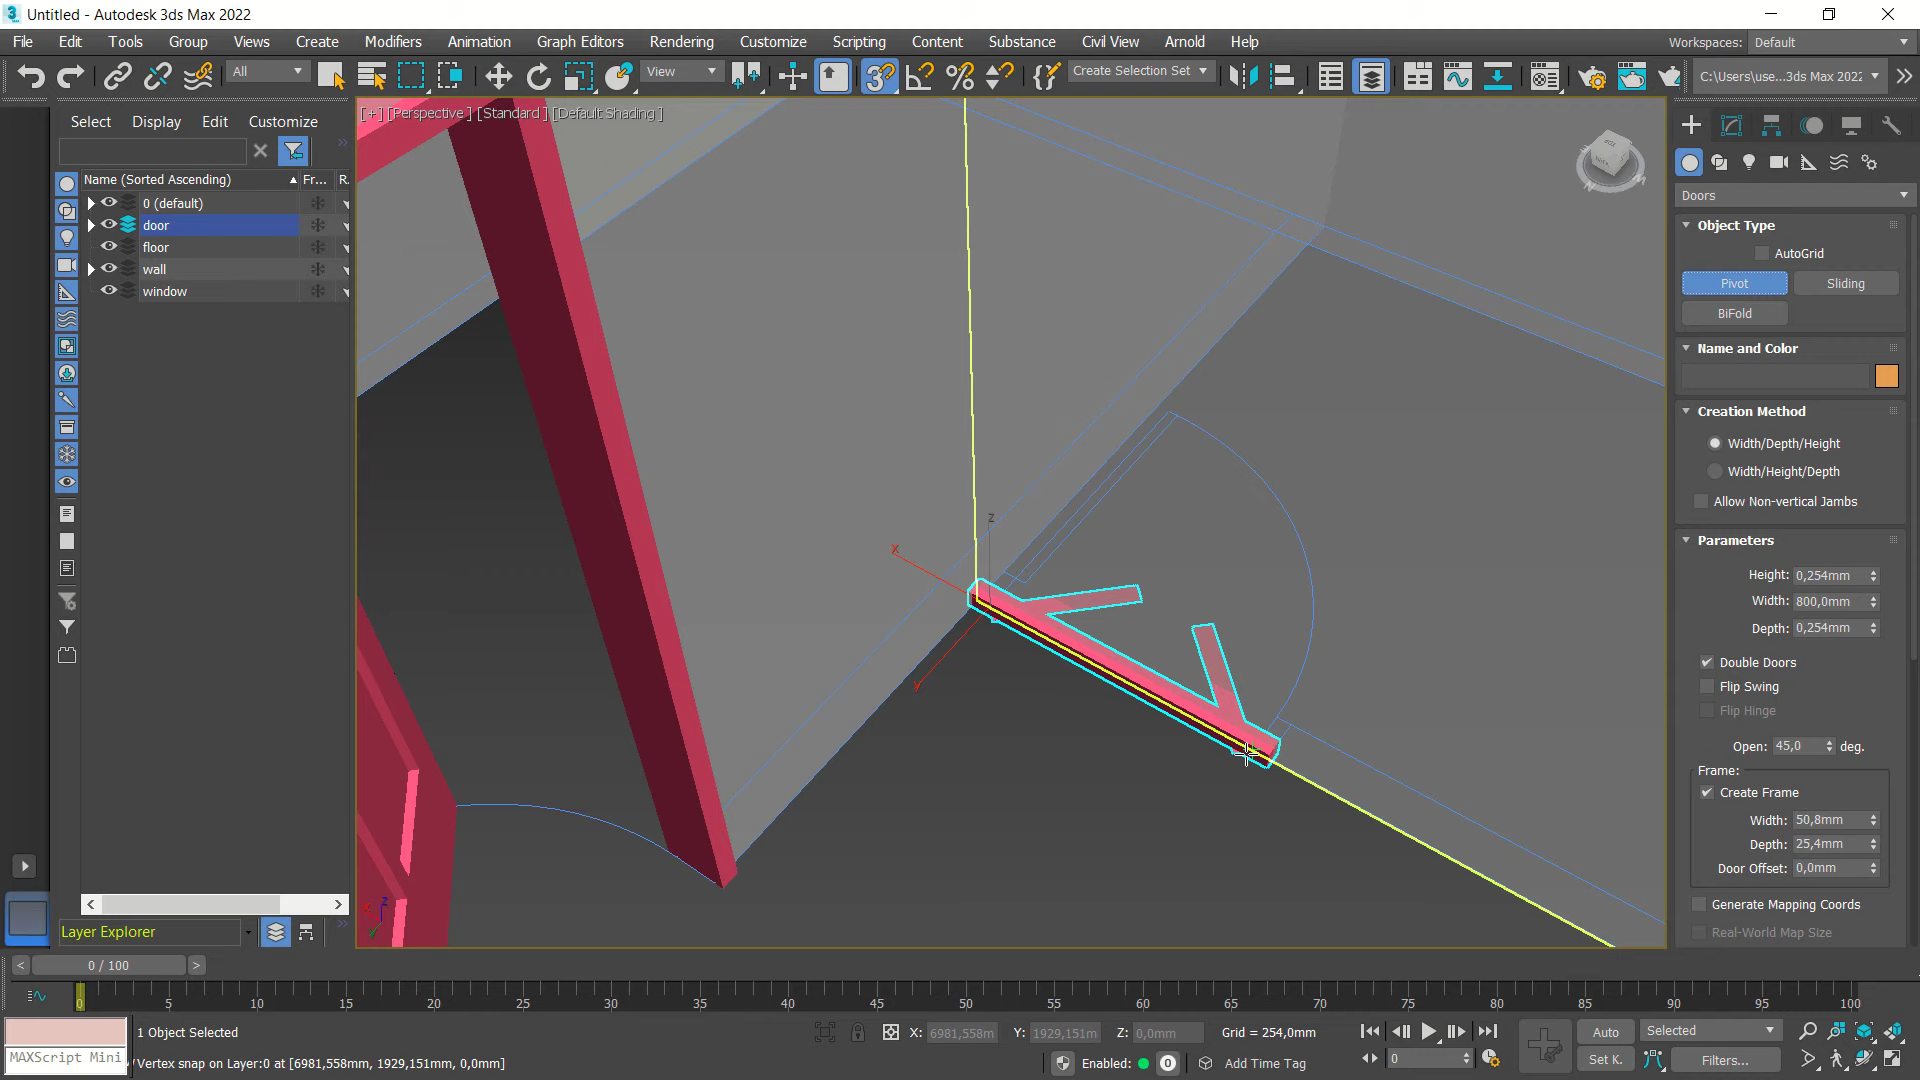 Untitled - Autodesk 3ds Max 2022
File Edit Tools Group Views Create Modifiers Animation Graph Editors Rendering Customize Scripting Content Substance Civil View Arnold Help Workspaces: Default
All View Create Selection Set C:\Users\use...3ds Max 2022
Select Display Edit Customize
[+] [Perspective ] [Standard ] [Default Shading ]
Name (Sorted Ascending) Fr... R
0 (default)
door
floor
wall
window
Layer Explorer
Doors
Object Type
AutoGrid
Pivot Sliding
BiFold
Name and Color
Creation Method
Width/Depth/Height
Width/Height/Depth
Allow Non-vertical Jambs
Parameters
Height: 0,254mm
Width: 800,0mm
Depth: 0,254mm
Double Doors
Flip Swing
Flip Hinge
Open: 45,0 deg.
Frame:
Create Frame
Width: 50,8mm
Depth: 25,4mm
Door Offset: 0,0mm
Generate Mapping Coords
Real-World Map Size
z
x
y
0 / 100
0 5 10 15 20 25 30 35 40 45 50 55 60 65 70 75 80 85 90 95 100
1 Object Selected X: 6981,558m Y: 1929,151m Z: 0,0mm Grid = 254,0mm Auto Selected
MAXScript Mini Vertex snap on Layer:0 at [6981,558mm, 1929,151mm, 0,0mm] Enabled: 0 Add Time Tag 0 Set K. Filters...